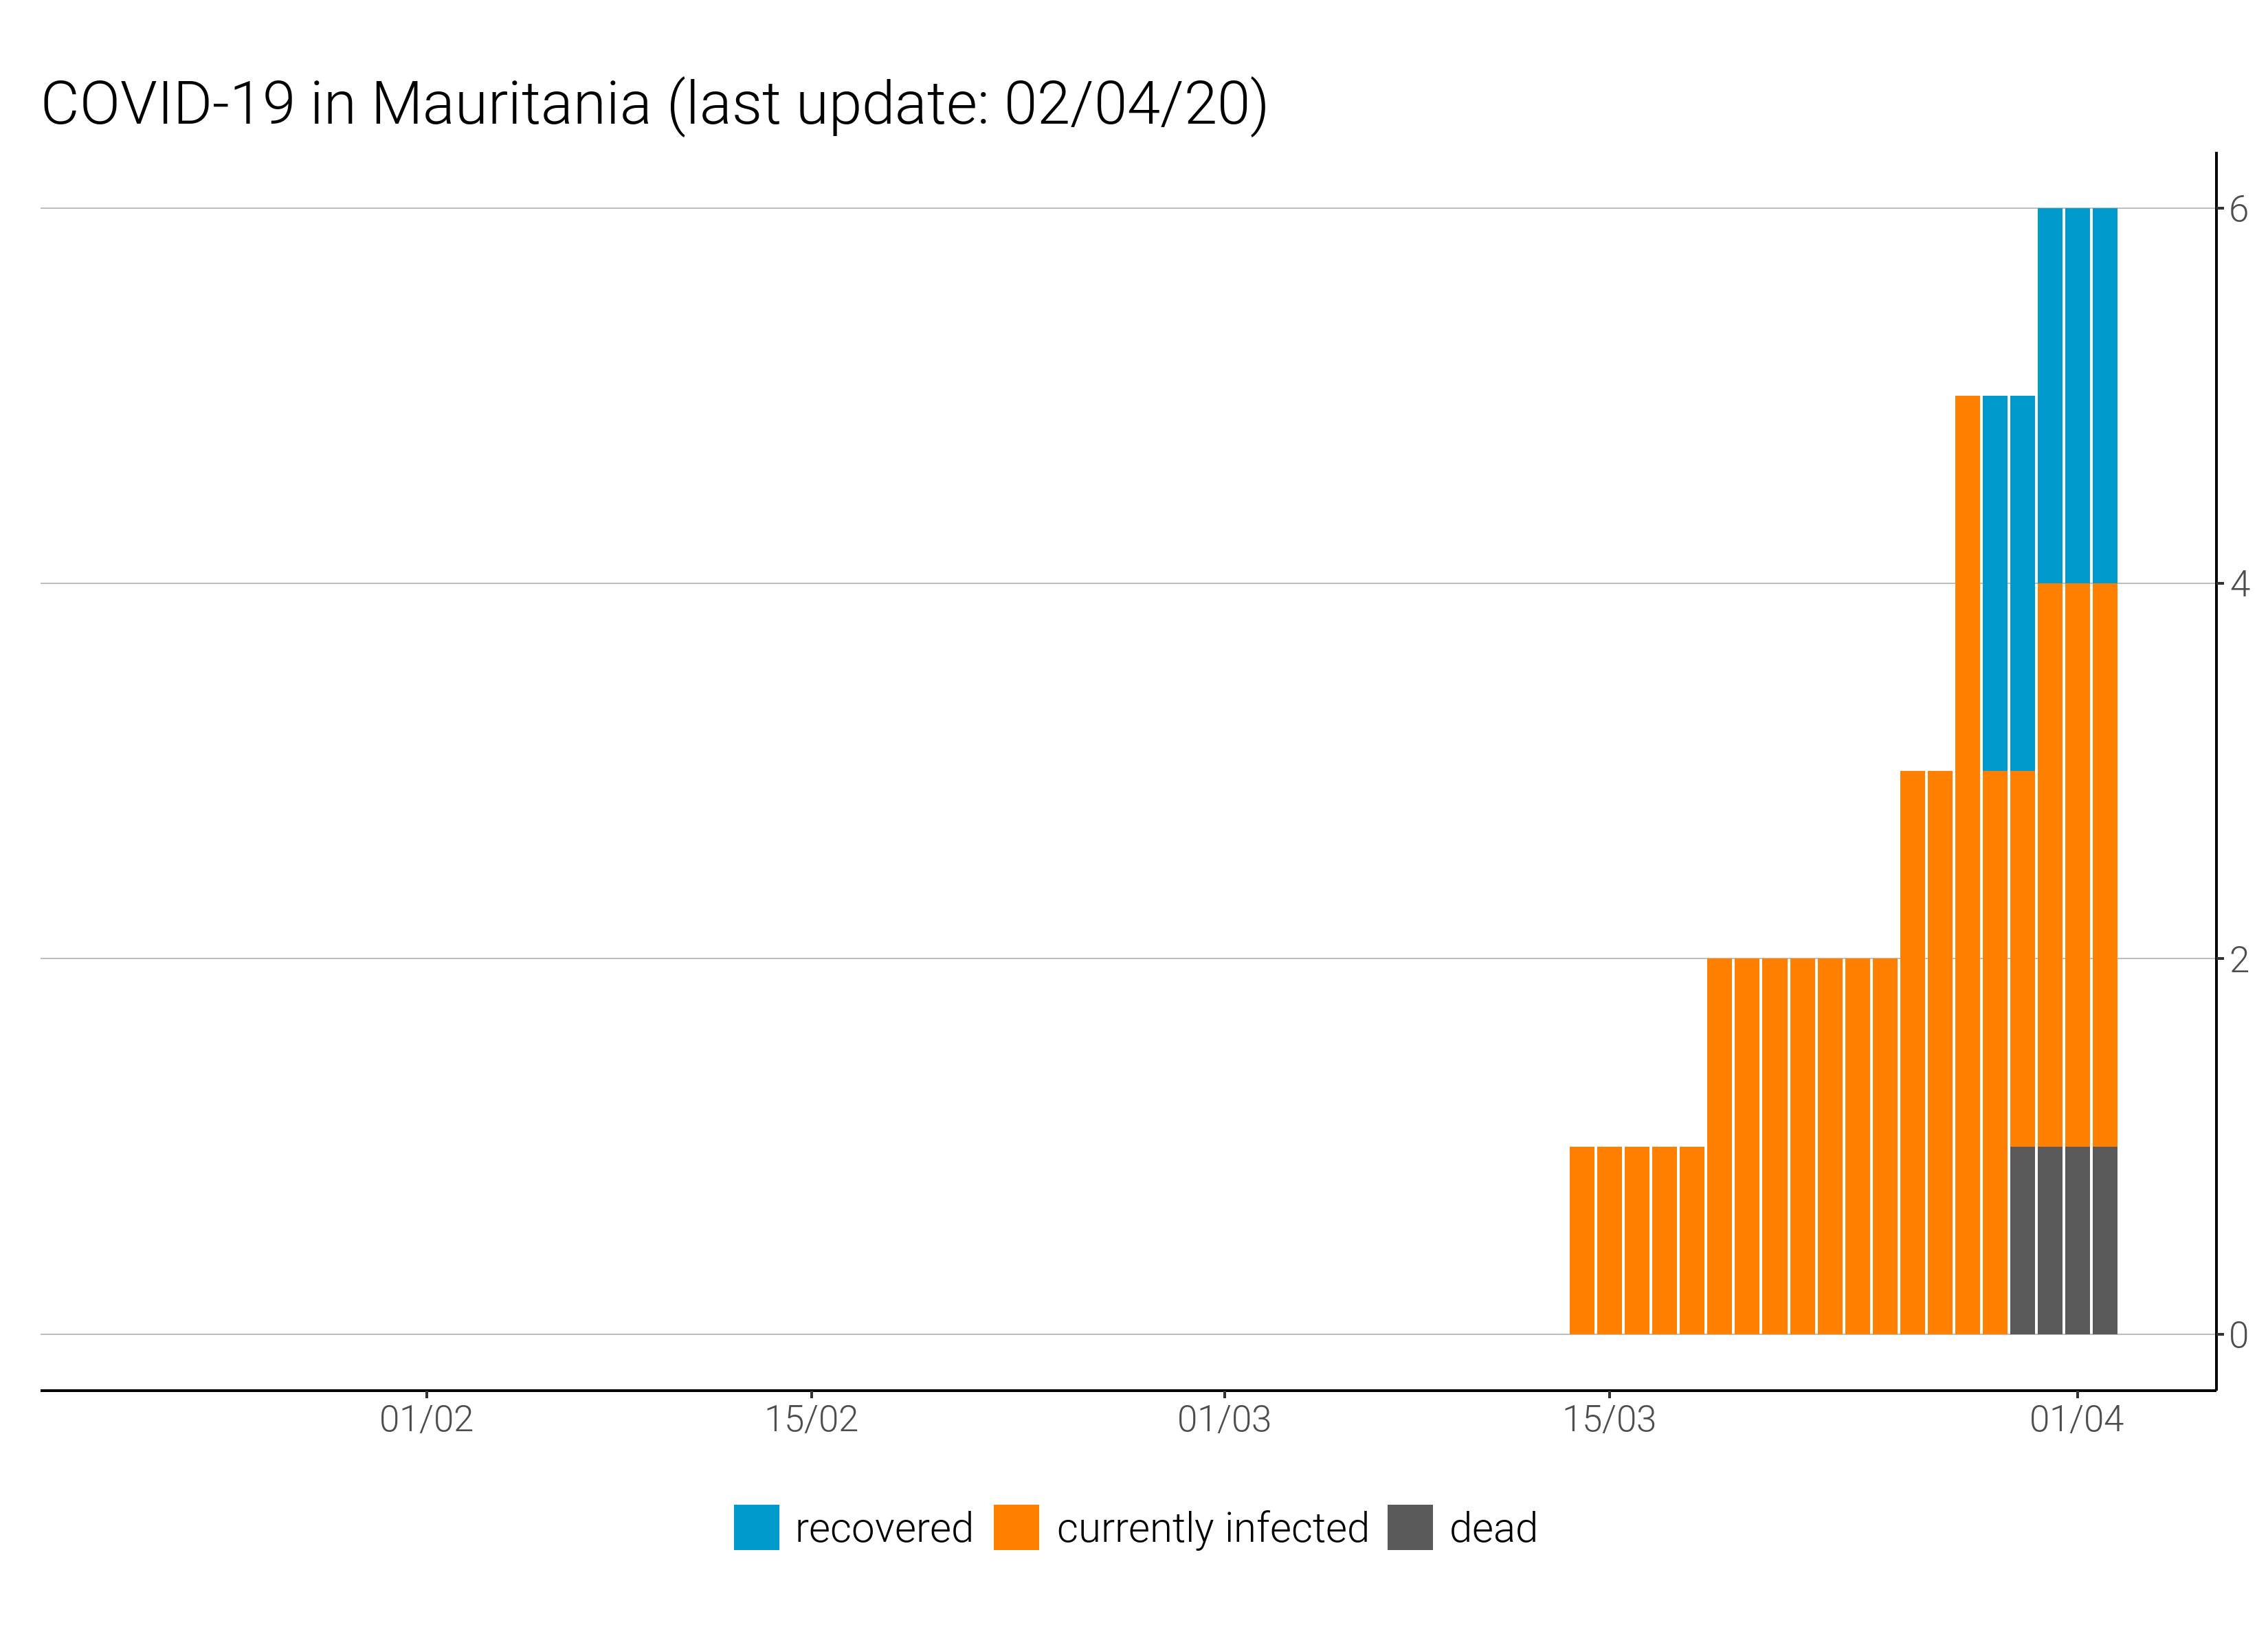 COVID-19 in Mauritania (last update: 02/04/20)
6
4
2
0
01/02 15/02 01/03 15/03 01/04
recovered currently infected dead